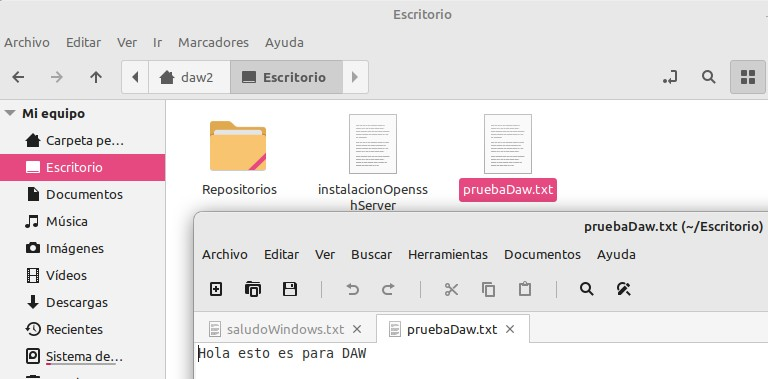 Escritorio
Archivo Editar Ver Ir Marcadores Ayuda
daw2 Escritorio
Mi equipo
Carpeta pe...
Escritorio
Documentos
Música
Imágenes
Vídeos
Descargas
Recientes
Sistema de...
Repositorios
instalacionOpenss
hServer
pruebaDaw.txt
pruebaDaw.txt (~/Escritorio)
Archivo Editar Ver Buscar Herramientas Documentos Ayuda
saludoWindows.txt pruebaDaw.txt
Hola esto es para DAW